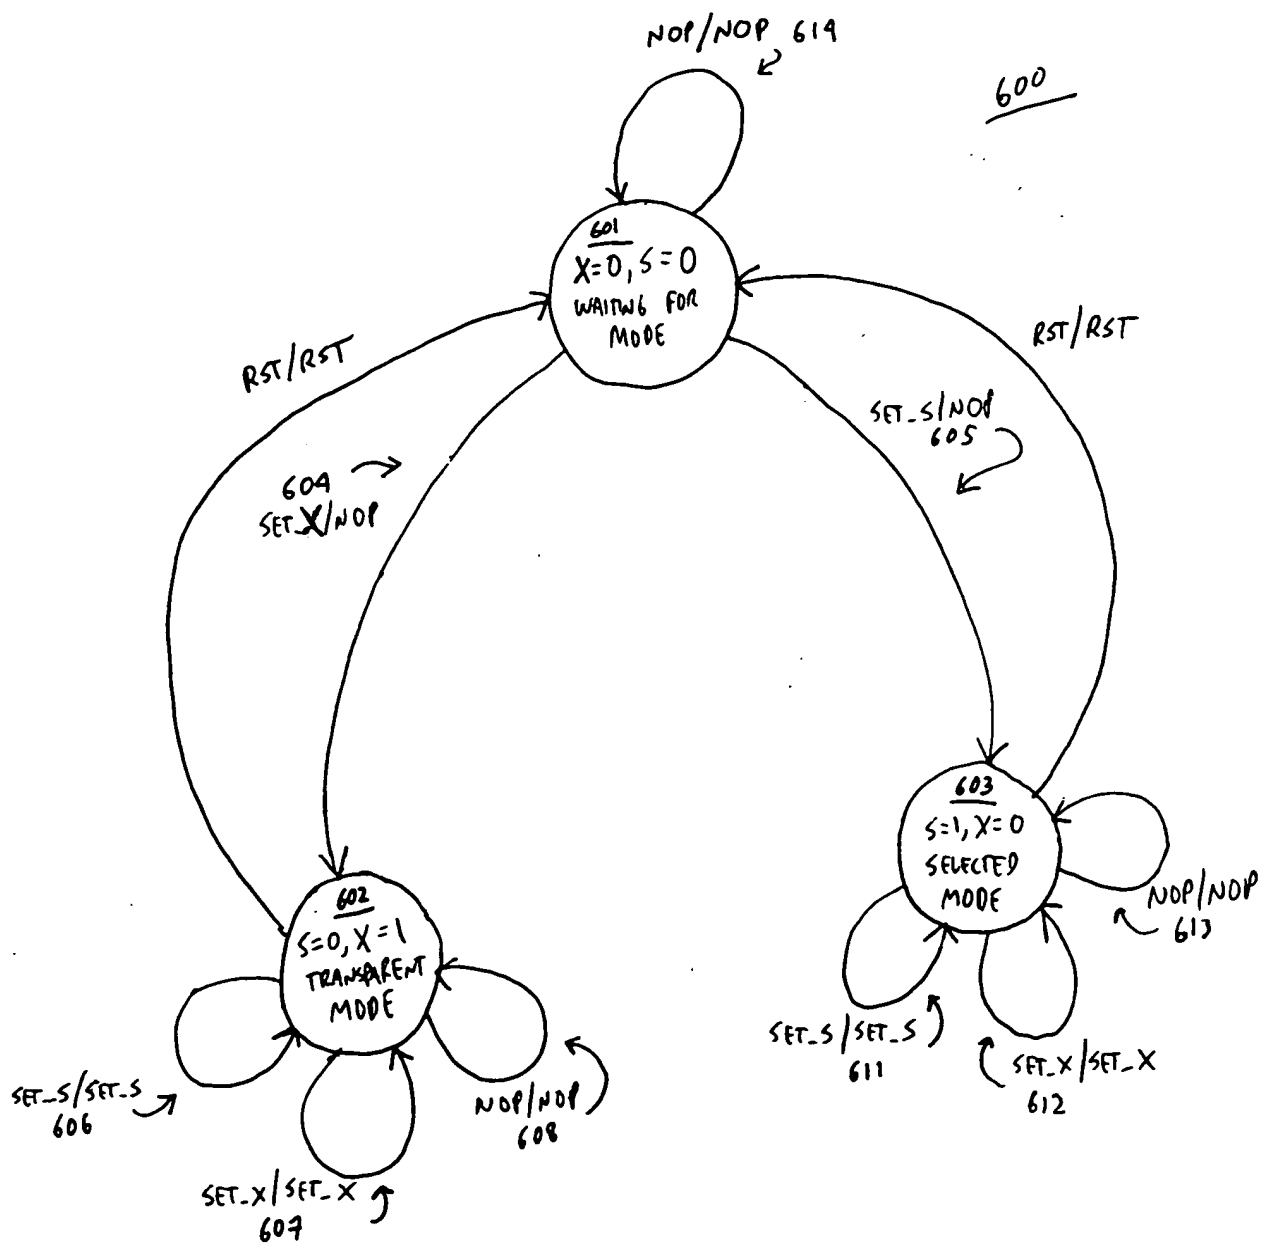 NOP/NOP 614
600
601
X=0, S=0
WAITING FOR
MODE
RST/RST
RST/RST
SET_S/NOP
605
604
SET_X/NOP
603
S=1, X=0
SELECTED
MODE
NOP/NOP
613
602
S=0, X=1
TRANSPARENT
MODE
SET_S/SET_S
611
SET_X/SET_X
612
SET_S/SET_S
606
NOP/NOP
608
SET_X/SET_X
607